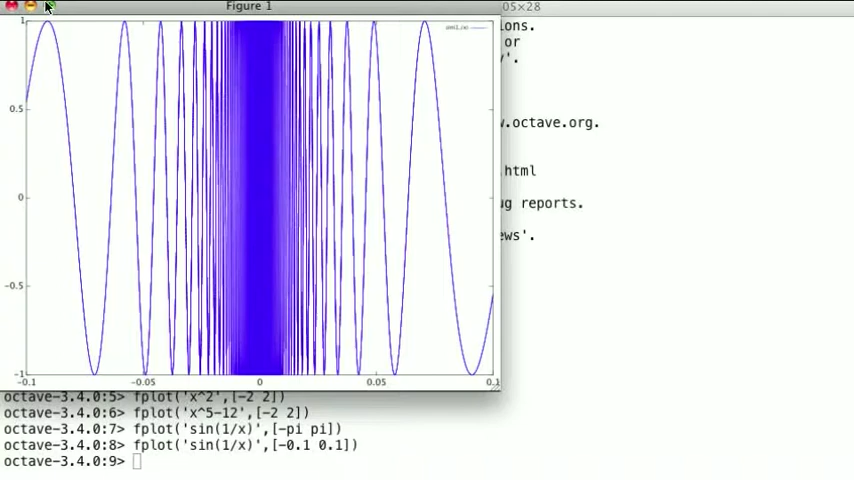 Figure 1
05×28
ions.
or
'.
w.octave.org.
html
ug reports.
ews'.
1
0.5
0
-0.5
-1
-0.1 -0.05 0 0.05 0.1
octave-3.4.0:5> fplot('x^2',[-2 2])
octave-3.4.0:6> fplot('x^5-12',[-2 2])
octave-3.4.0:7> fplot('sin(1/x)',[-pi pi])
octave-3.4.0:8> fplot('sin(1/x)',[-0.1 0.1])
octave-3.4.0:9>